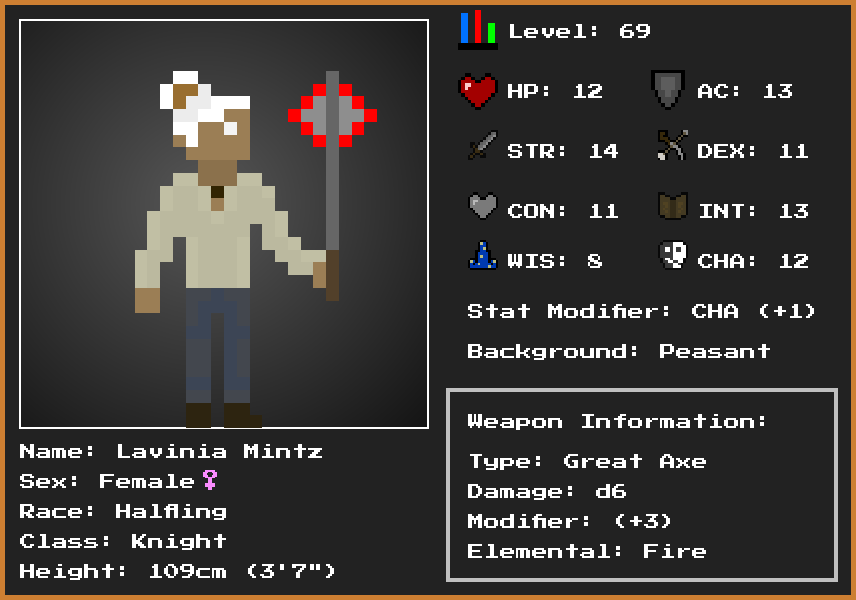 Level: 69
HP: 12 AC: 13
STR: 14 DEX: 11
CON: 11 INT: 13
WIS: 8 CHA: 12
Stat Modifier: CHA (+1)
Background: Peasant
Weapon Information:
Type: Great Axe
Damage: d6
Modifier: (+3)
Elemental: Fire
Name: Lavinia Mintz
Sex: Female♀
Race: Halfling
Class: Knight
Height: 109cm (3'7")